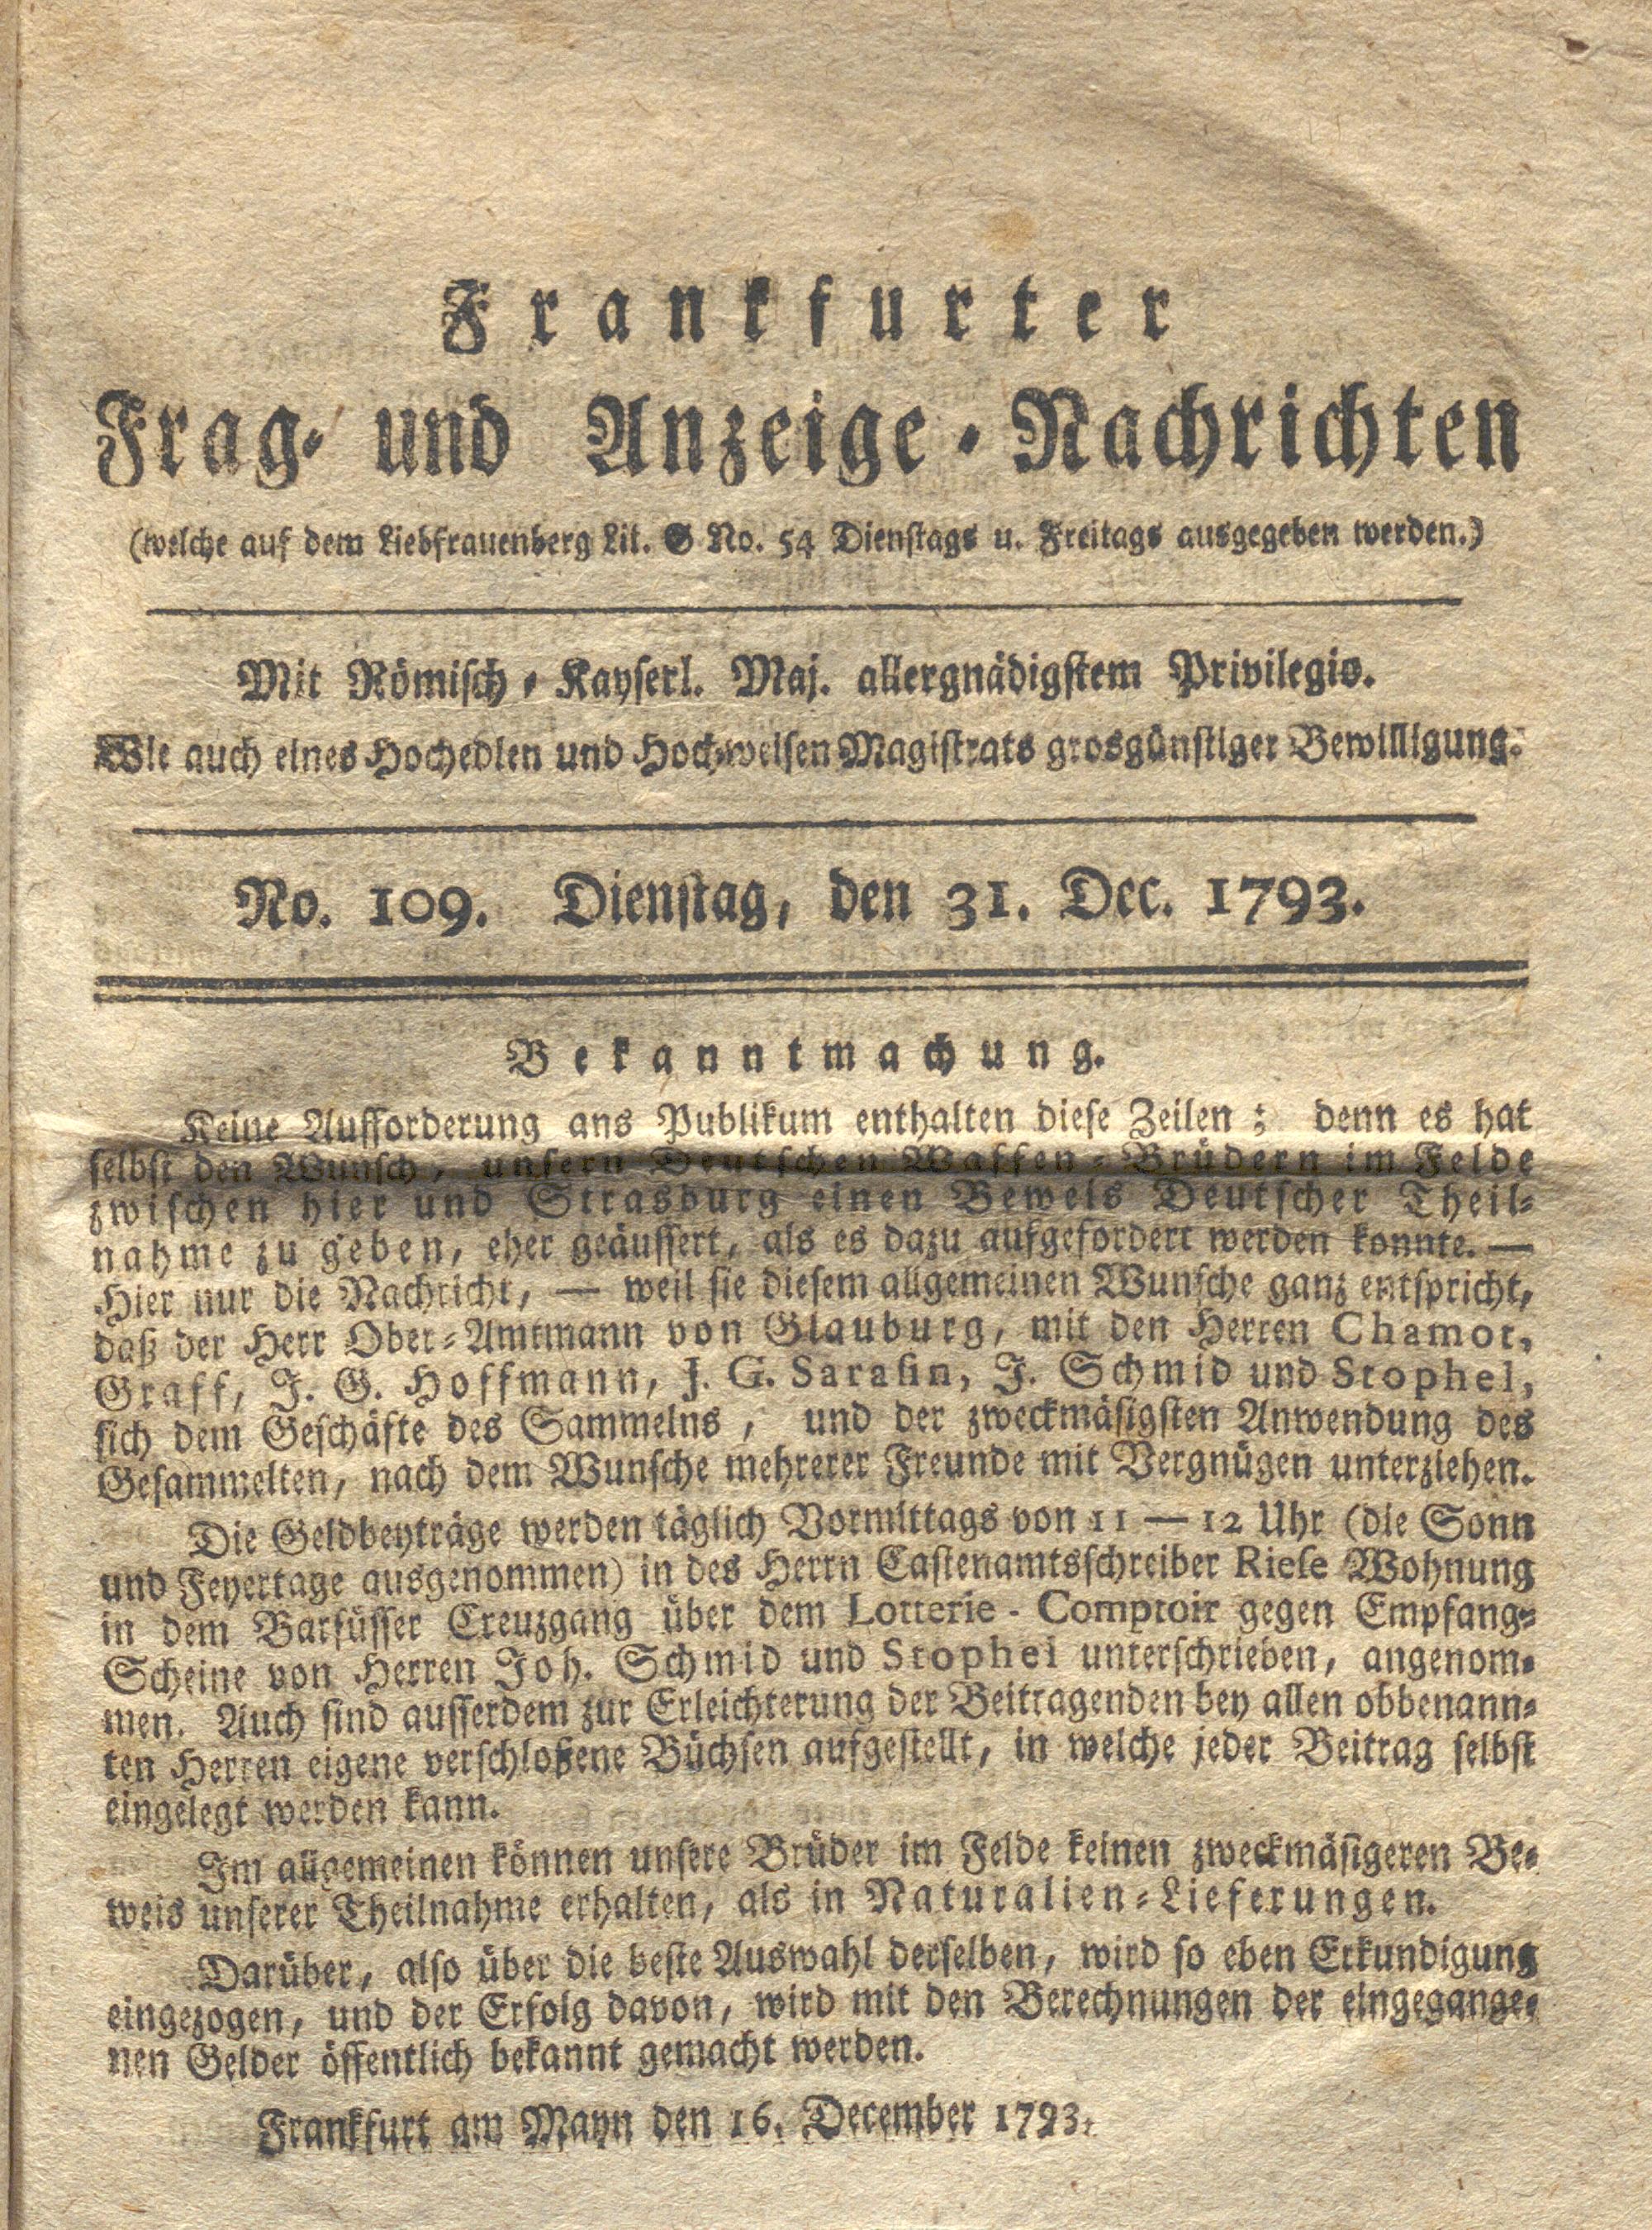 Frankfurter
Frag- und Anzeige-Nachrichten
(welche auf dem Liebfrauenberg Lit. G No. 54 Dienstags u. Freitags ausgegeben werden.)
Mit Römisch-Kayserl. Maj. allergnädigstem Privilegio.
Wie auch eines Hochedlen und Hochweisen Magistrats grosgünstiger Bewilligung.
No. 109. Dienstag, den 31. Dec. 1793.
Bekanntmachung.
Keine Aufforderung ans Publikum enthalten diese Zeilen; denn es hat
selbst den Wunsch, unsern Deutschen Waffen-Brüdern im Felde
zwischen hier und Strasburg einen Beweis Deutscher Theil-
nahme zu geben, eher geäussert, als es dazu aufgefordert werden konnte. —
Hier nur die Nachricht, — weil sie diesem allgemeinen Wunsche ganz entspricht,
daß der Herr Ober-Amtmann von Glauburg, mit den Herren Chamot,
Graff, J. G. Hoffmann, J. G. Sarasin, J. Schmid und Stophel,
sich dem Geschäfte des Sammelns, und der zweckmäsigsten Anwendung des
Gesammelten, nach dem Wunsche mehrerer Freunde mit Vergnügen unterziehen.
Die Geldbeyträge werden täglich Vormittags von 11 — 12 Uhr (die Sonn
und Feyertage ausgenommen) in des Herrn Castenamtsschreiber Riese Wohnung
in dem Barfüsser Creuzgang über dem Lotterie-Comptoir gegen Empfang-
Scheine von Herren Joh. Schmid und Stophel unterschrieben, angenom-
men. Auch sind ausserdem zur Erleichterung der Beitragenden bey allen obbenann-
ten Herren eigene verschloßene Büchsen aufgestellt, in welche jeder Beitrag selbst
eingelegt werden kann.
Im allgemeinen können unsere Brüder im Felde keinen zweckmäsigeren Be-
weis unserer Theilnahme erhalten, als in Naturalien-Lieferungen.
Darüber, also über die beste Auswahl derselben, wird so eben Erkundigung
eingezogen, und der Erfolg davon, wird mit den Berechnungen der eingegange-
nen Gelder öffentlich bekannt gemacht werden.
Frankfurt am Mayn den 16. December 1793.